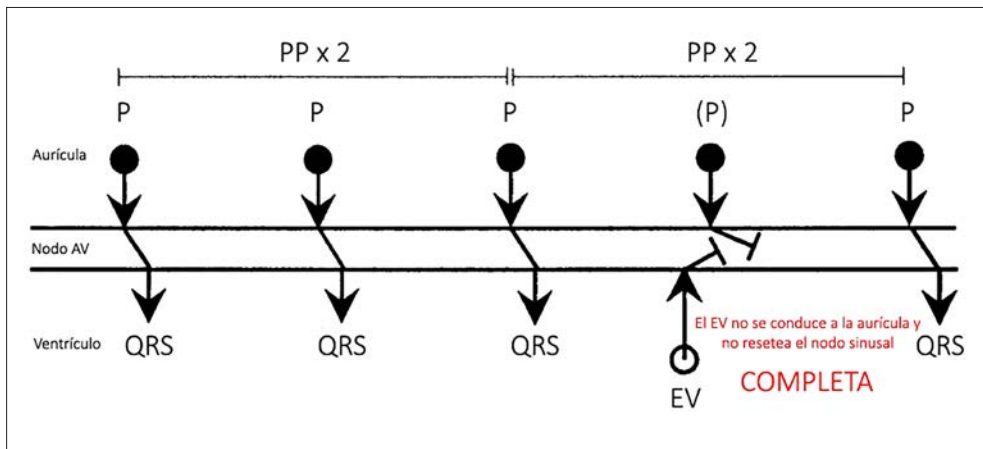 PP x 2 PP x 2
P P P (P) P
Aurícula
Nodo AV
El EV no se conduce a la aurícula y
no resetea el nodo sinusal
Ventrículo QRS QRS QRS QRS
COMPLETA
EV